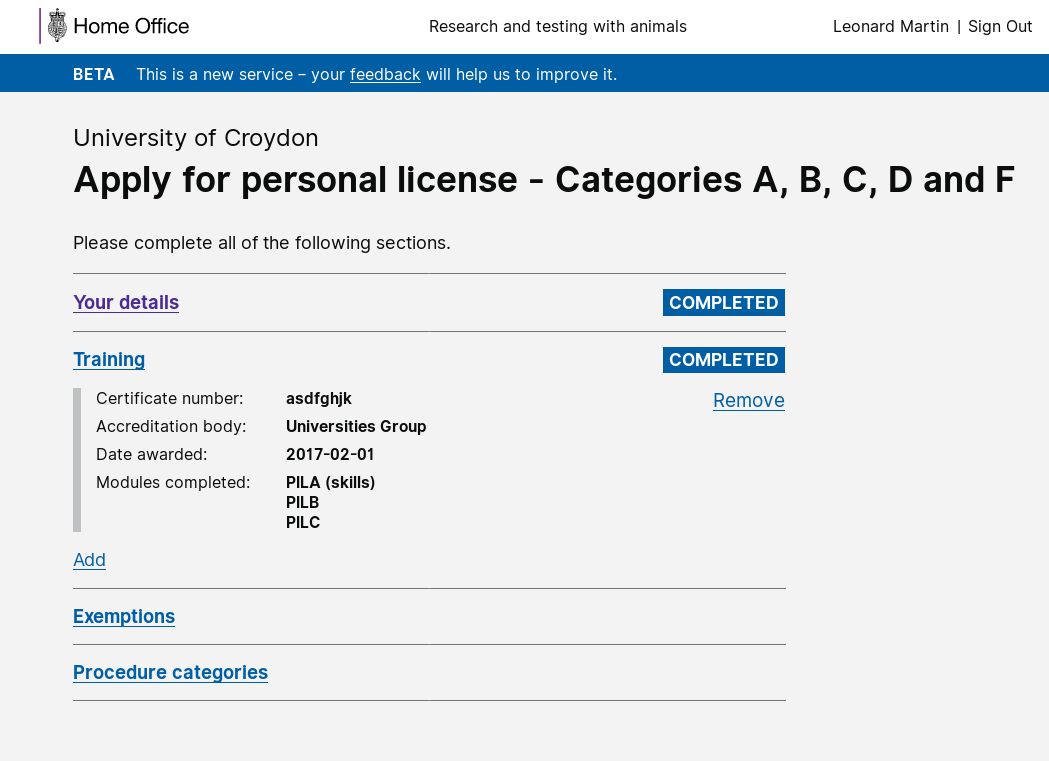 Home Office
Research and testing with animals
Leonard Martin | Sign Out
BETA This is a new service – your feedback will help us to improve it.
University of Croydon
Apply for personal license - Categories A, B, C, D and F
Please complete all of the following sections.
Your details COMPLETED
Training COMPLETED
Certificate number: asdfghjk Remove
Accreditation body: Universities Group
Date awarded: 2017-02-01
Modules completed: PILA (skills)
PILB
PILC
Add
Exemptions
Procedure categories